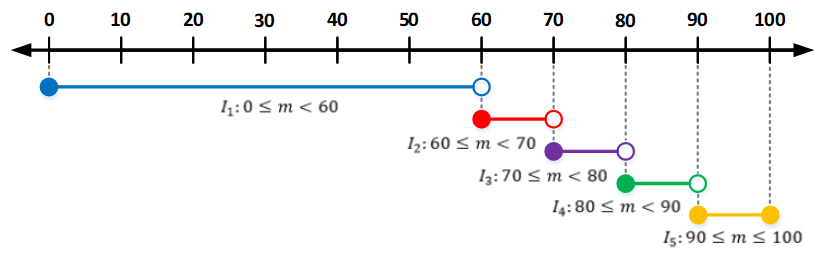 0 10 20 30 40 50 60 70 80 90 100
I₁: 0 ≤ m < 60
I₂: 60 ≤ m < 70
I₃: 70 ≤ m < 80
I₄: 80 ≤ m < 90
I₅: 90 ≤ m ≤ 100